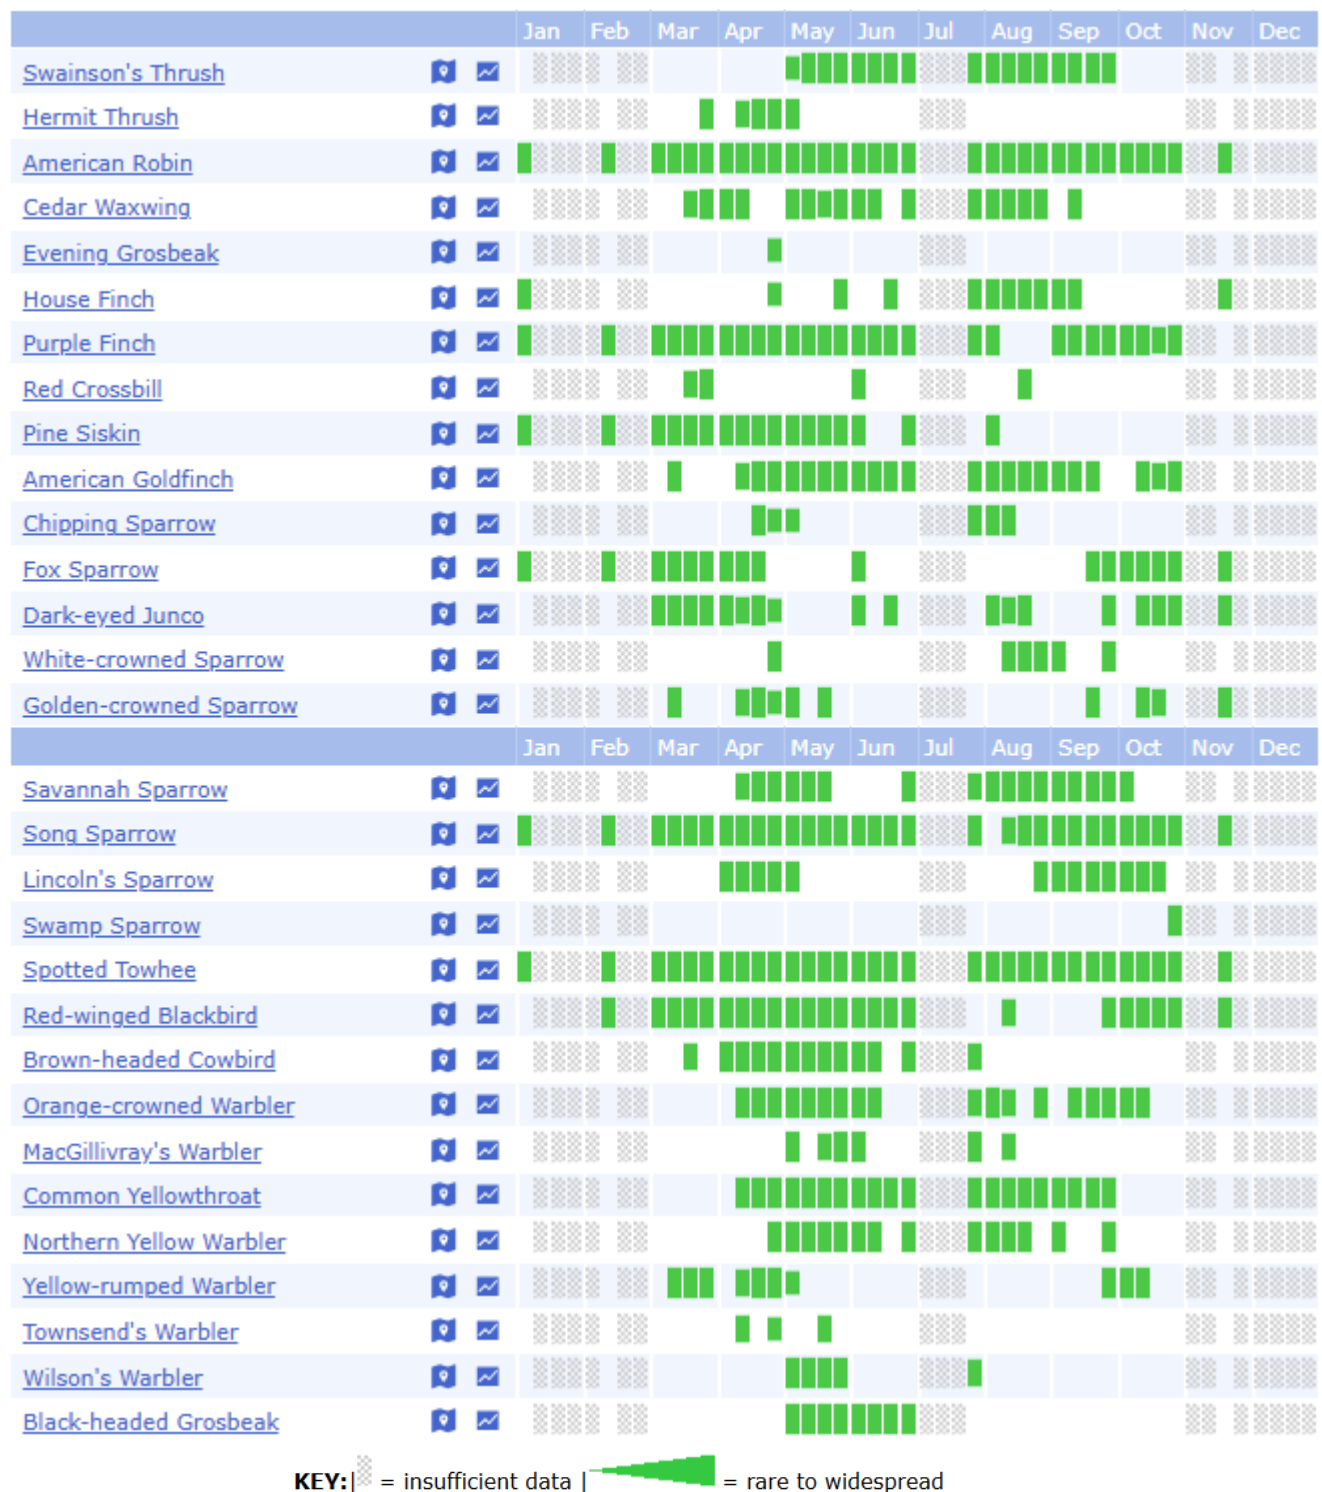 Jan Feb Mar Apr May Jun Jul Aug Sep Oct Nov Dec
Swainson's Thrush
Hermit Thrush
American Robin
Cedar Waxwing
Evening Grosbeak
House Finch
Purple Finch
Red Crossbill
Pine Siskin
American Goldfinch
Chipping Sparrow
Fox Sparrow
Dark-eyed Junco
White-crowned Sparrow
Golden-crowned Sparrow
Jan Feb Mar Apr May Jun Jul Aug Sep Oct Nov Dec
Savannah Sparrow
Song Sparrow
Lincoln's Sparrow
Swamp Sparrow
Spotted Towhee
Red-winged Blackbird
Brown-headed Cowbird
Orange-crowned Warbler
MacGillivray's Warbler
Common Yellowthroat
Northern Yellow Warbler
Yellow-rumped Warbler
Townsend's Warbler
Wilson's Warbler
Black-headed Grosbeak
KEY:| = insufficient data | = rare to widespread